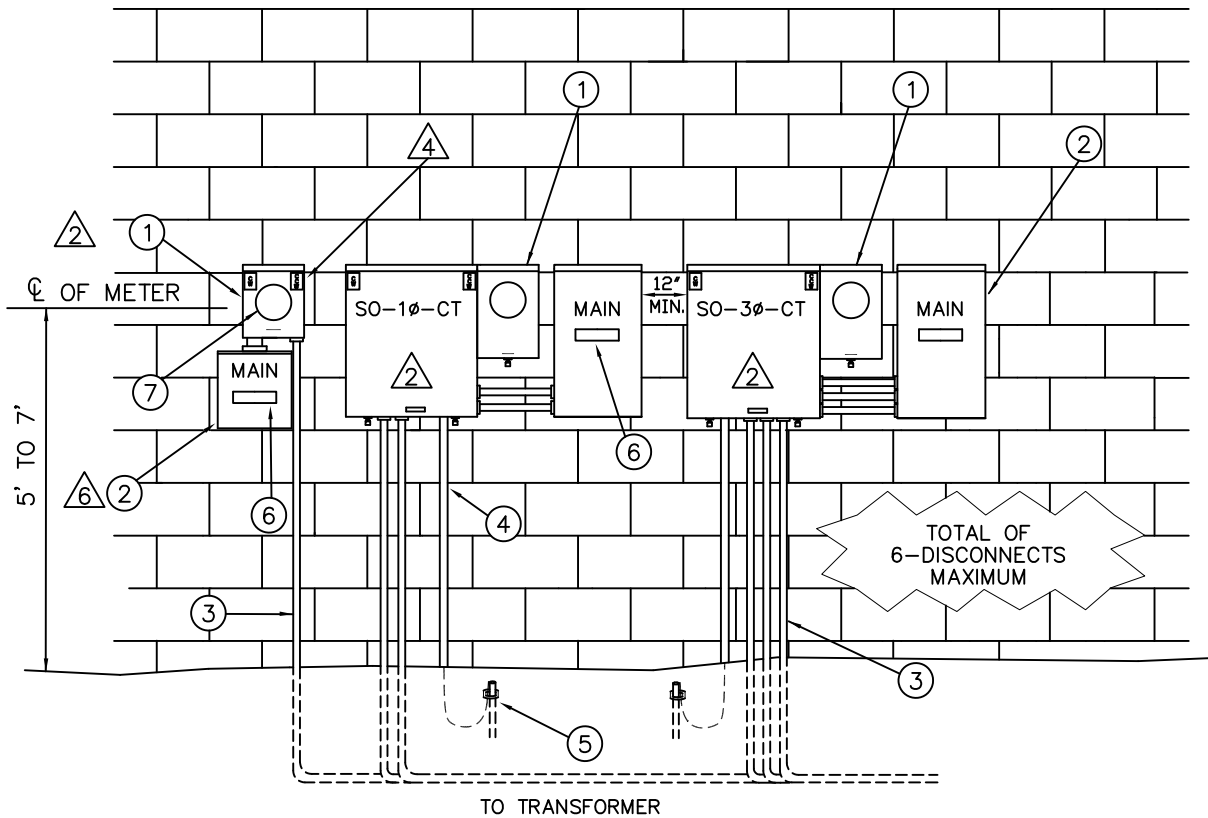 1
1
4
2
2
1
℄ OF METER
12"
MIN.
SO-1ø-CT
MAIN
SO-3ø-CT
2
2
MAIN
7
6
5' TO 7'
6
2
6
4
TOTAL OF
6-DISCONNECTS
MAXIMUM
3
3
5
TO TRANSFORMER